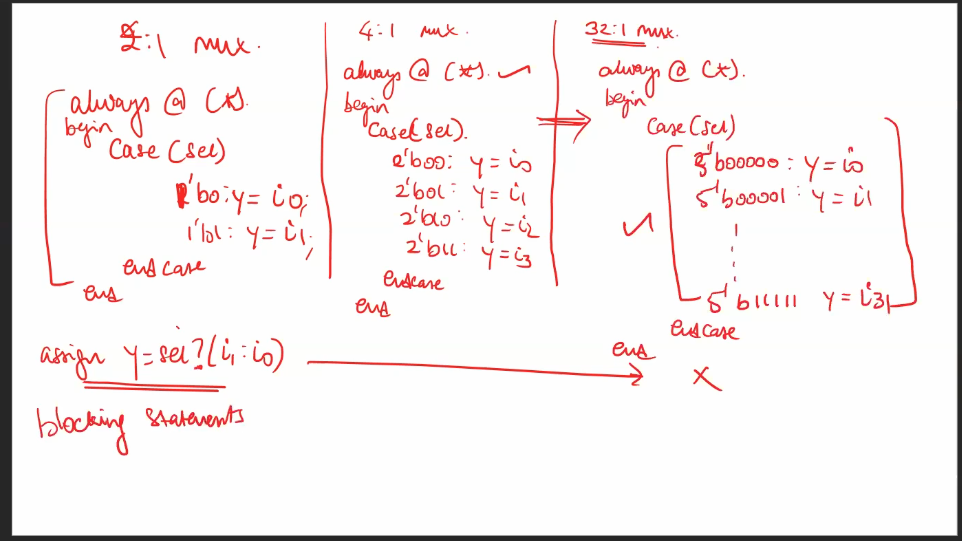 2:1 mux.
always @ (*).
begin
Case (sel)
1'b0: y = i0;
1'b1: y = i1;
end case
end
assign y = sel ? (i1 : i0)
blocking statements
4:1 mux.
always @ (*).
begin
Case (sel).
2'b00: y = i0
2'b01: y = i1
2'b10: y = i2
2'b11: y = i3
endcase
end
32:1 mux.
always @ (*).
begin
Case (sel)
5'b00000: y = i0
5'b00001: y = i1
5'b11111 y = i31
endcase
end
X